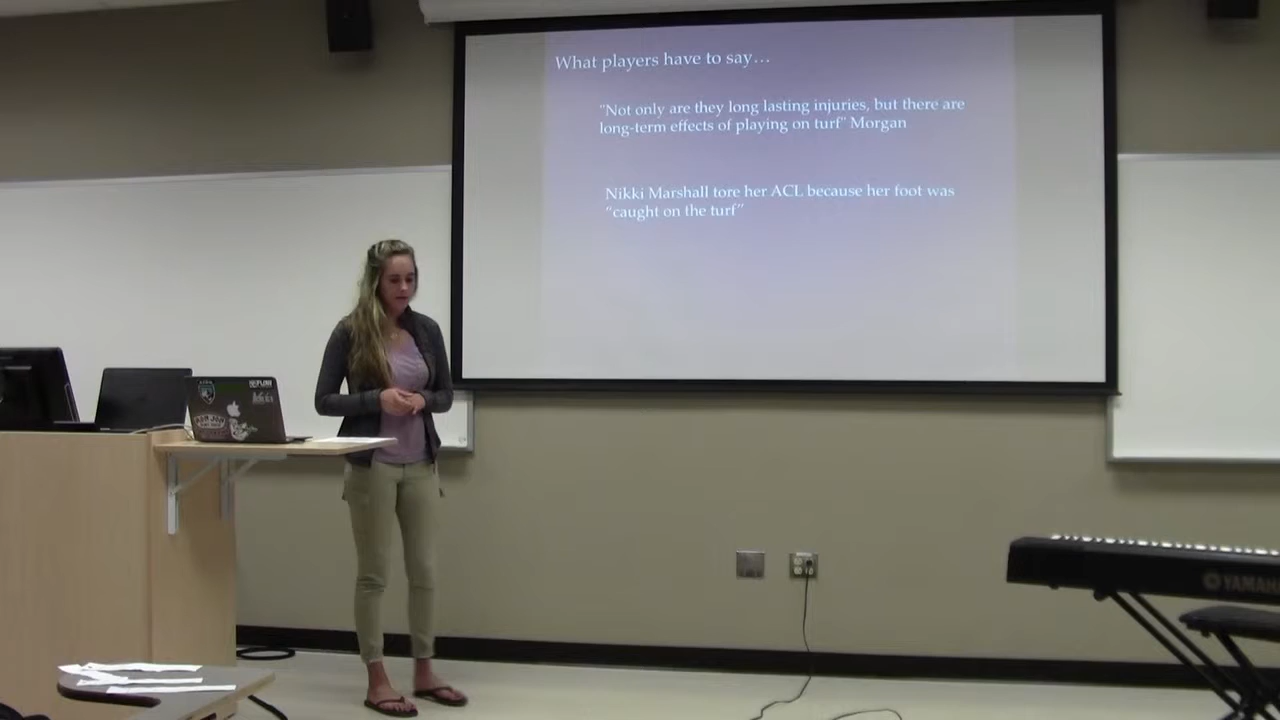 What players have to say…
"Not only are they long lasting injuries, but there are
long-term effects of playing on turf" Morgan
Nikki Marshall tore her ACL because her foot was
“caught on the turf”
YAMAHA